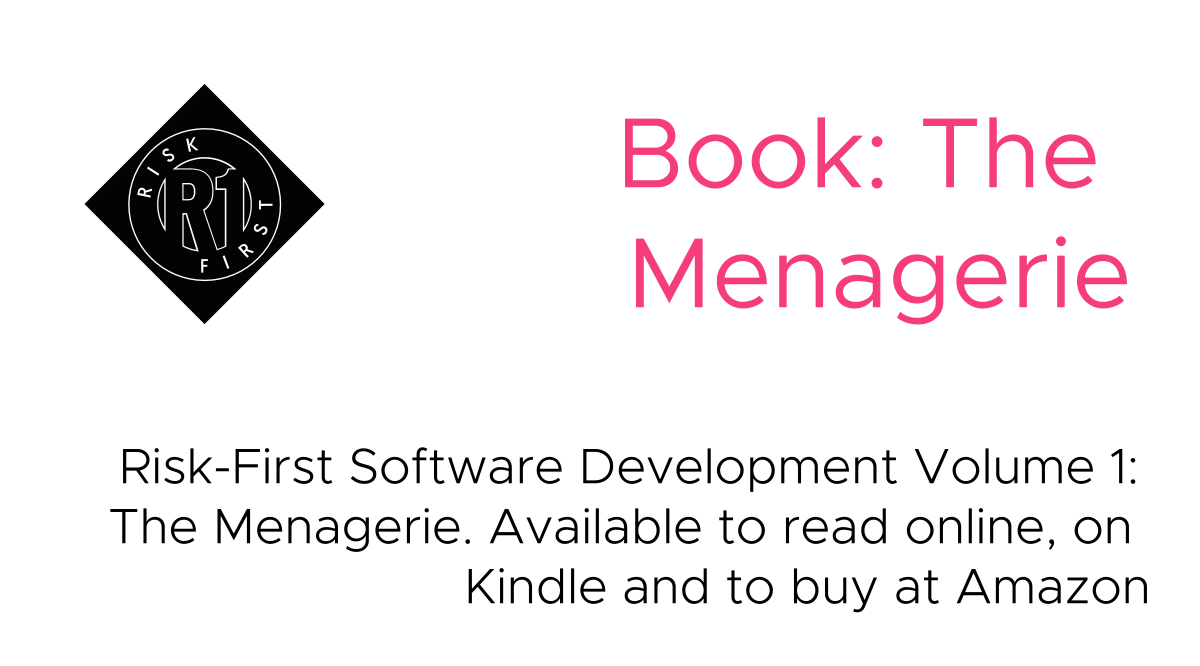 RISK
R1
FIRST
Book: The
Menagerie
Risk-First Software Development Volume 1:
The Menagerie. Available to read online, on
Kindle and to buy at Amazon